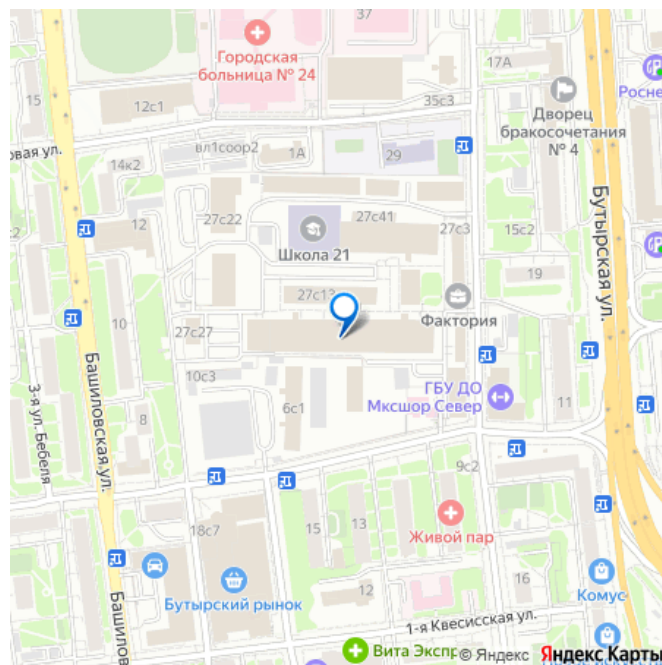 37
Городская
больница № 24
17А
Росне
15
12с1
35с3
Дворец
бракосочетания
№ 4
овая ул.
вл1соор2
1А
29
14к2
Бутырская ул.
27с22
27с41
27с3
15с2
12
Школа 21
19
27с13
10
Фактория
27с27
Башиловская ул.
3-я ул. Бебеля
10с3
ГБУ ДО
Мксшор Север
6с1
8
11
9с2
18с7
15
13
Живой пар
16
12
Комус
Бутырский рынок
Башилов
1-я Квесисская ул.
Вита Экспр
© Яндекс Яндекс Карты